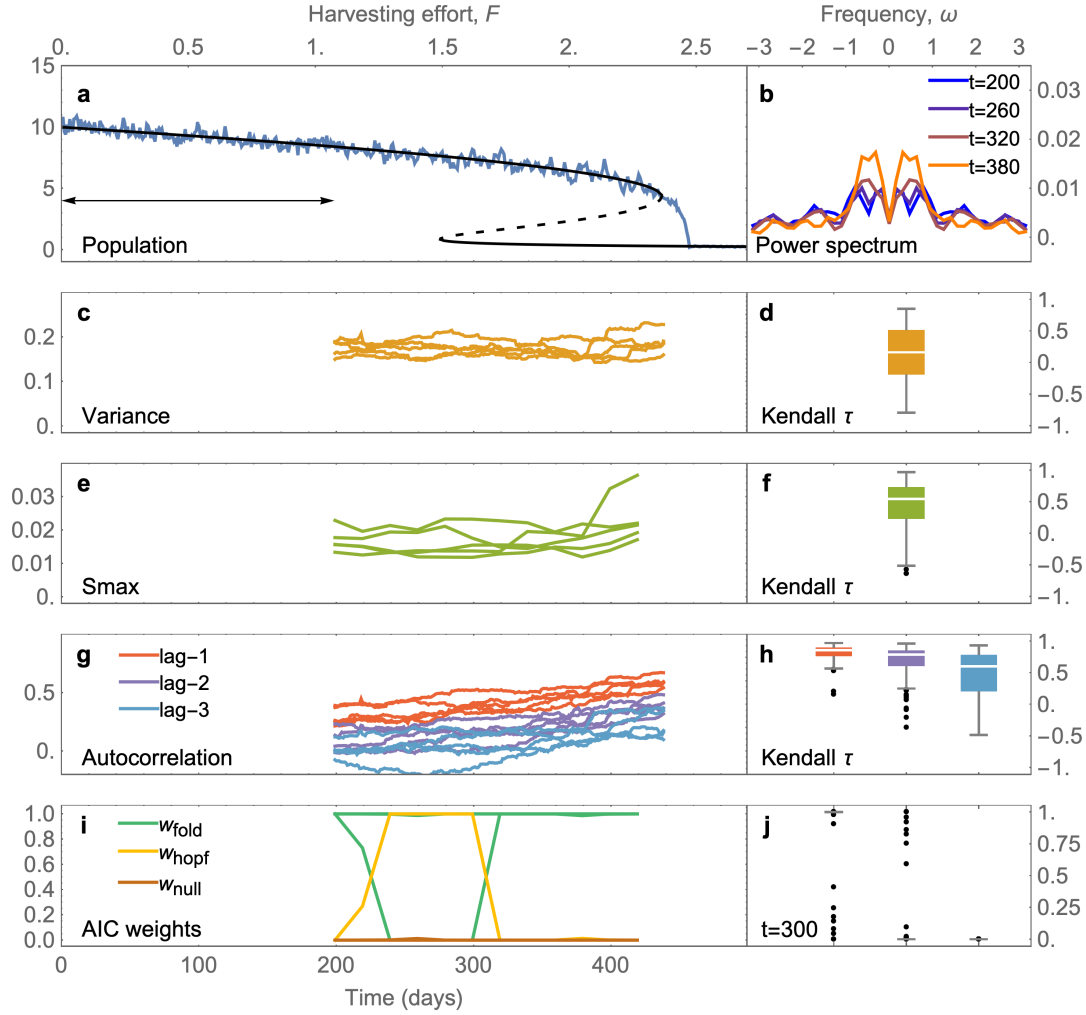 Harvesting effort, F
Frequency, ω
0. 0.5 1. 1.5 2. 2.5
−3 −2 −1 0 1 2 3
a
15
10
5
0
Population
b
t=200
t=260
t=320
t=380
0.03
0.02
0.01
0.
Power spectrum
c
0.2
0.1
0.
Variance
d
1.
0.5
0.
−0.5
−1.
Kendall τ
e
0.03
0.02
0.01
0.
Smax
f
1.
0.5
0.
−0.5
−1.
Kendall τ
g
lag−1
lag−2
lag−3
0.5
0.
Autocorrelation
h
1.
0.5
0.
−0.5
−1.
Kendall τ
i
w_fold
w_hopf
w_null
1.0
0.8
0.6
0.4
0.2
0.0
AIC weights
j
1.
0.75
0.5
0.25
0.
t=300
0 200 300 400
Time (days)